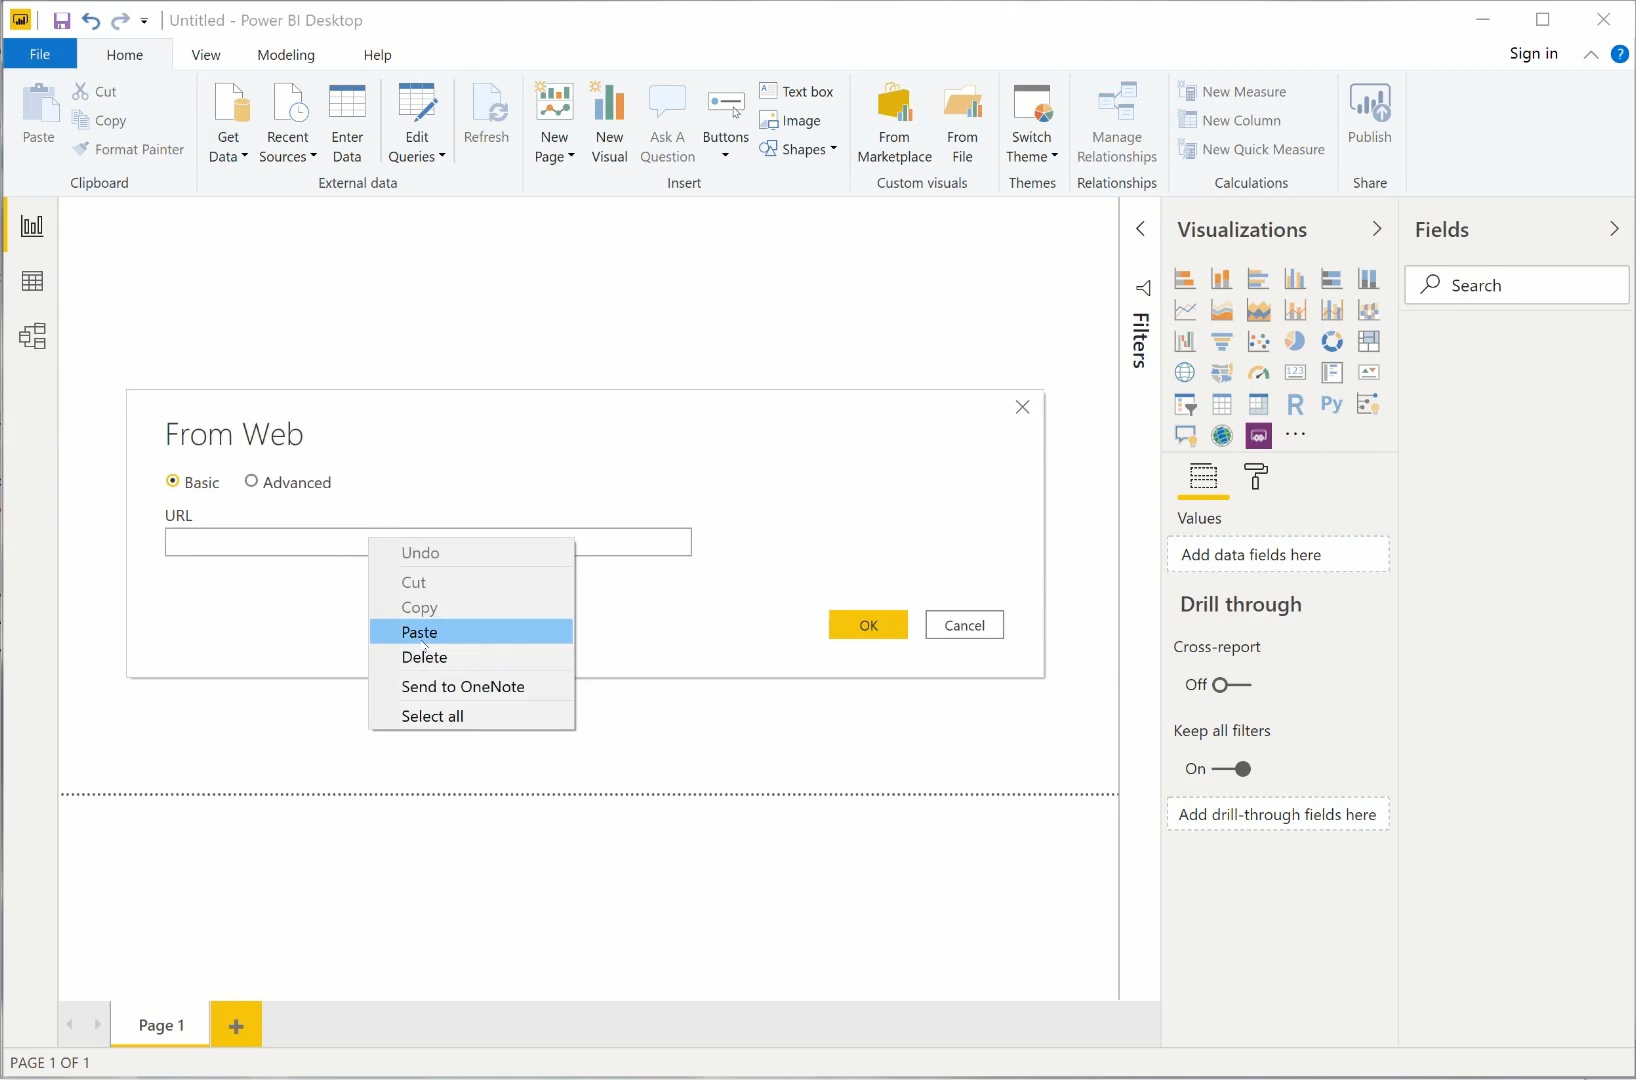 Untitled - Power BI Desktop
File Home View Modeling Help Sign in ?
Paste
Cut
Copy
Format Painter
Clipboard
Get Data
Recent Sources
Enter Data
Edit Queries
Refresh
External data
New Page
New Visual
Ask A Question
Buttons
A Text box
Image
Shapes
Insert
From Marketplace
From File
Custom visuals
Switch Theme
Themes
Manage Relationships
Relationships
New Measure
New Column
New Quick Measure
Calculations
Publish
Share
From Web
Basic Advanced
URL
Undo
Cut
Copy
Paste
Delete
Send to OneNote
Select all
OK Cancel
Filters
Visualizations
123
R Py
...
Values
Add data fields here
Drill through
Cross-report
Off
Keep all filters
On
Add drill-through fields here
Fields
Search
Page 1 +
PAGE 1 OF 1